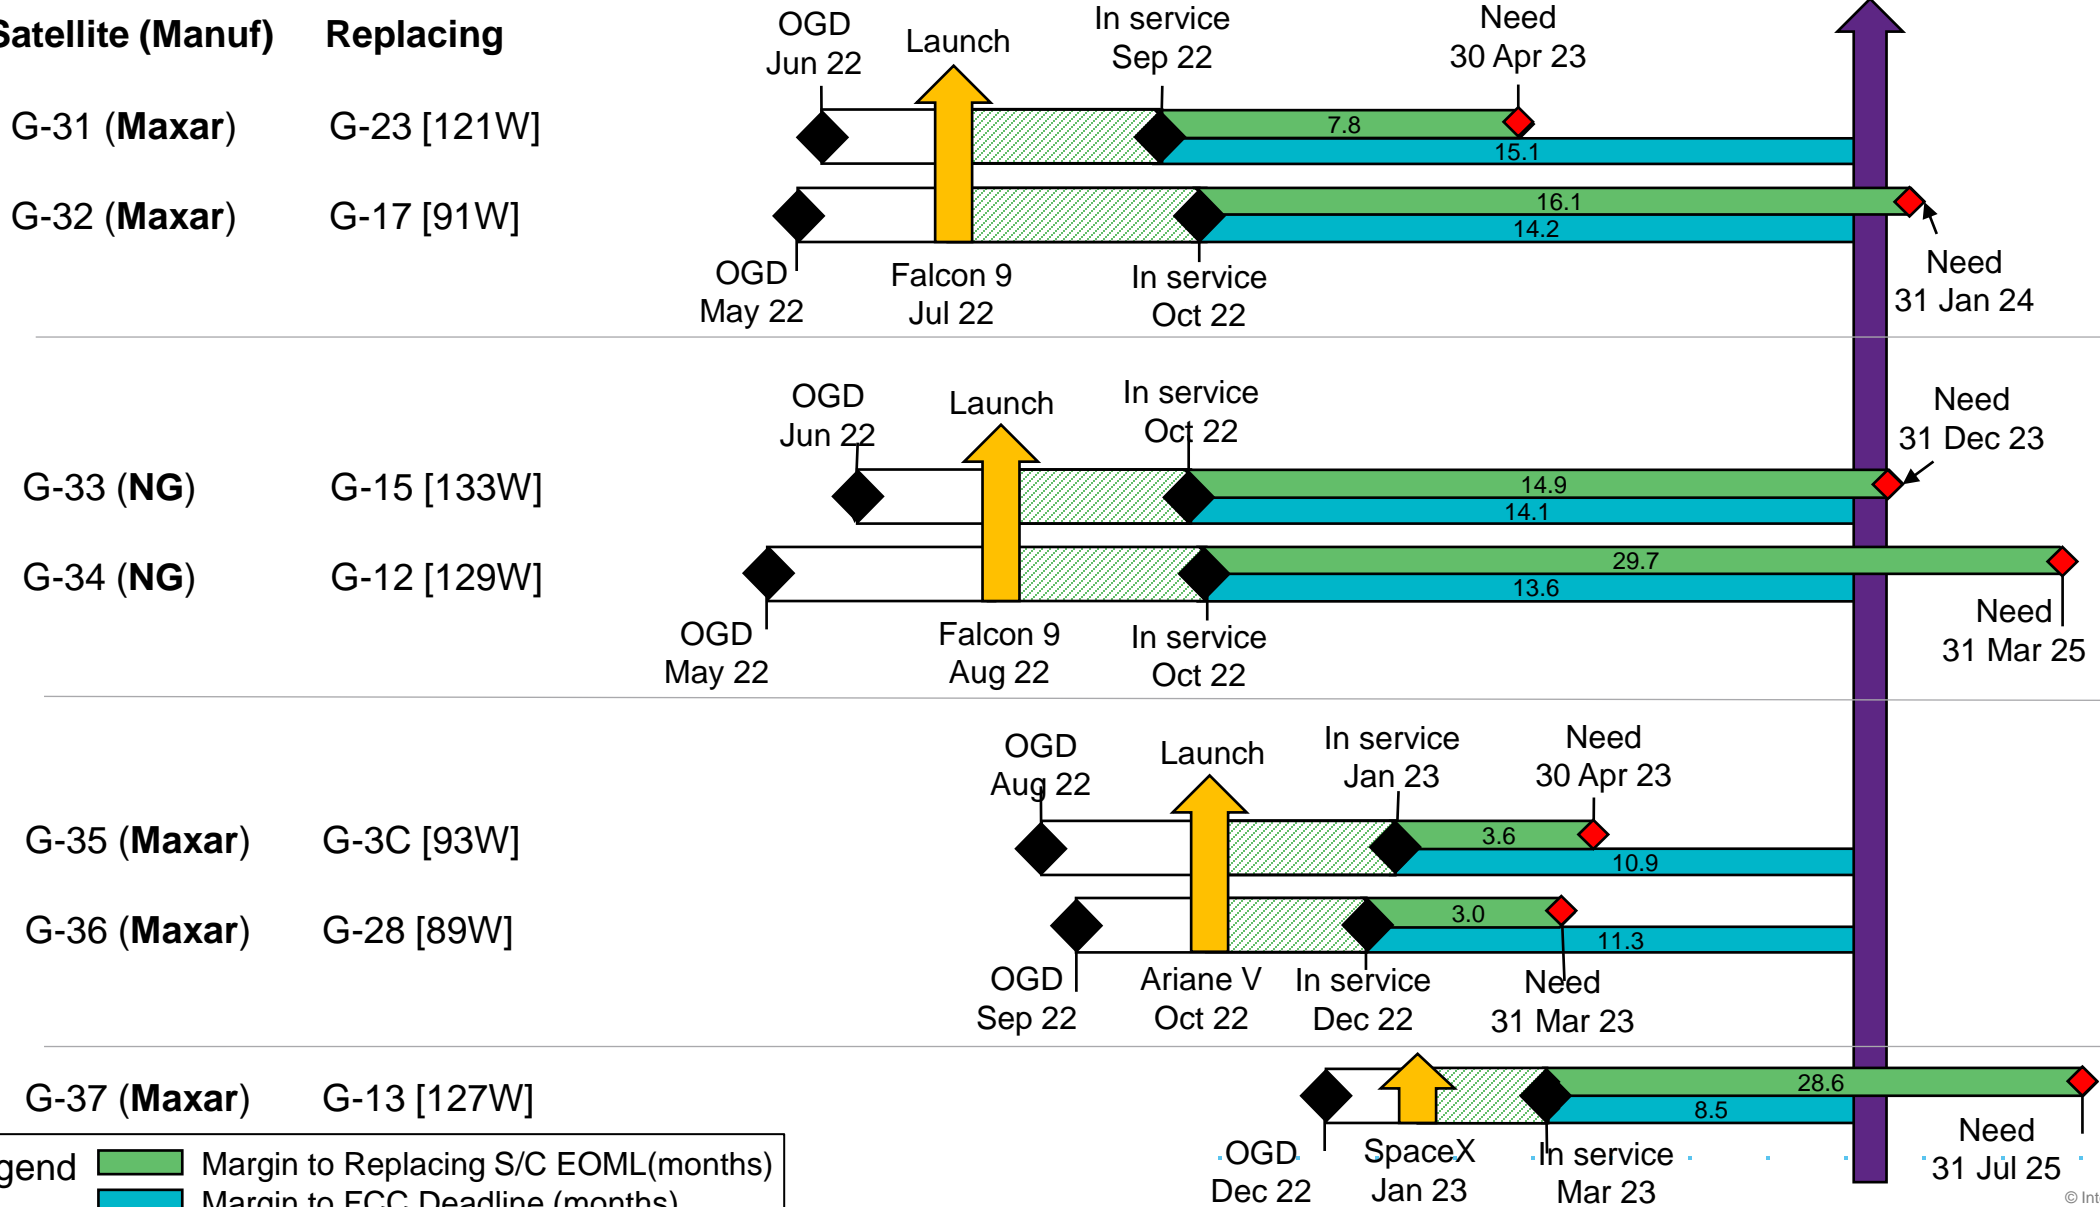 Satellite (Manuf) Replacing
OGD
Jun 22
Launch
In service
Sep 22
Need
30 Apr 23
G-31 (Maxar) G-23 [121W]
7.8
15.1
G-32 (Maxar) G-17 [91W]
16.1
14.2
OGD
May 22
Falcon 9
Jul 22
In service
Oct 22
Need
31 Jan 24
OGD
Jun 22
Launch
In service
Oct 22
Need
31 Dec 23
G-33 (NG) G-15 [133W]
14.9
14.1
G-34 (NG) G-12 [129W]
29.7
13.6
OGD
May 22
Falcon 9
Aug 22
In service
Oct 22
Need
31 Mar 25
OGD
Aug 22
Launch
In service
Jan 23
Need
30 Apr 23
G-35 (Maxar) G-3C [93W]
3.6
10.9
G-36 (Maxar) G-28 [89W]
3.0
11.3
OGD
Sep 22
Ariane V
Oct 22
In service
Dec 22
Need
31 Mar 23
G-37 (Maxar) G-13 [127W]
28.6
8.5
OGD
Dec 22
SpaceX
Jan 23
In service
Mar 23
Need
31 Jul 25
gend
Margin to Replacing S/C EOML(months)
Margin to FCC Deadline (months)
© Int